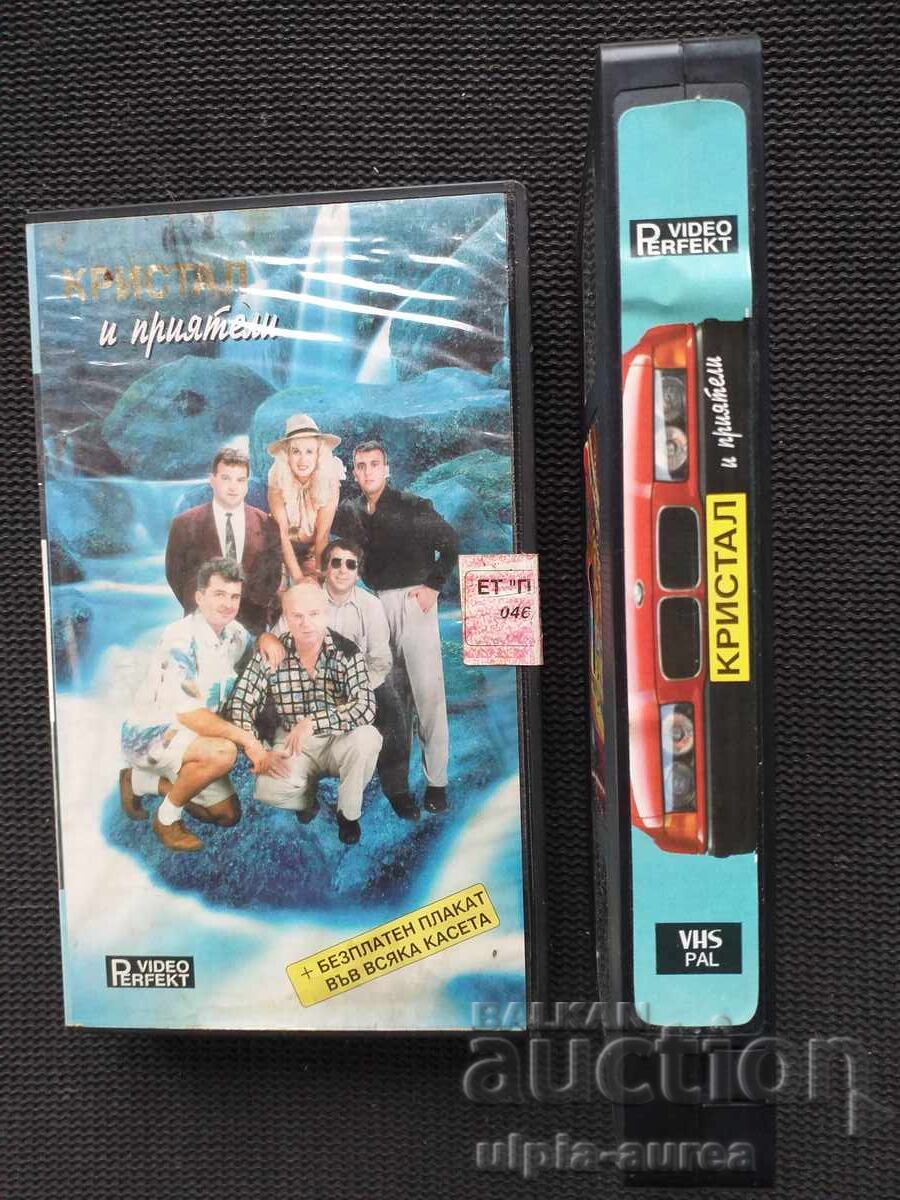 КРИСТАЛ
и приятели
ЕТ "П
046
+ БЕЗПЛАТЕН ПЛАКАТ
ВЪВ ВСЯКА КАСЕТА
VIDEO
PERFEKT
VIDEO
PERFEKT
КРИСТАЛ
и приятели
VHS
PAL
BALKAN
auction
ulpia-aurea